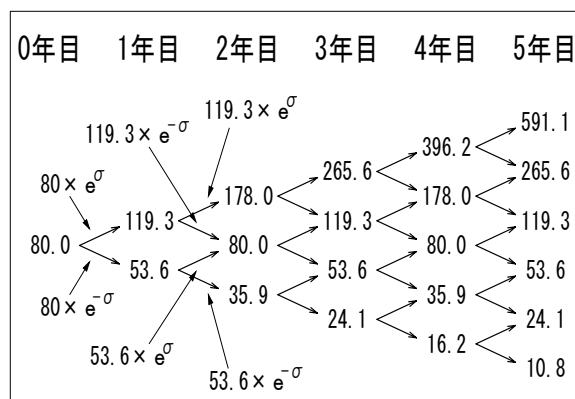 0年目 1年目 2年目 3年目 4年目 5年目
119.3× e^σ
591.1
119.3× e^-σ
396.2
265.6 265.6
80× e^σ
178.0 178.0
119.3 119.3 119.3
80.0 80.0 80.0
53.6 53.6 53.6
35.9 35.9
80× e^-σ
24.1 24.1
16.2
53.6× e^σ
10.8
53.6× e^-σ